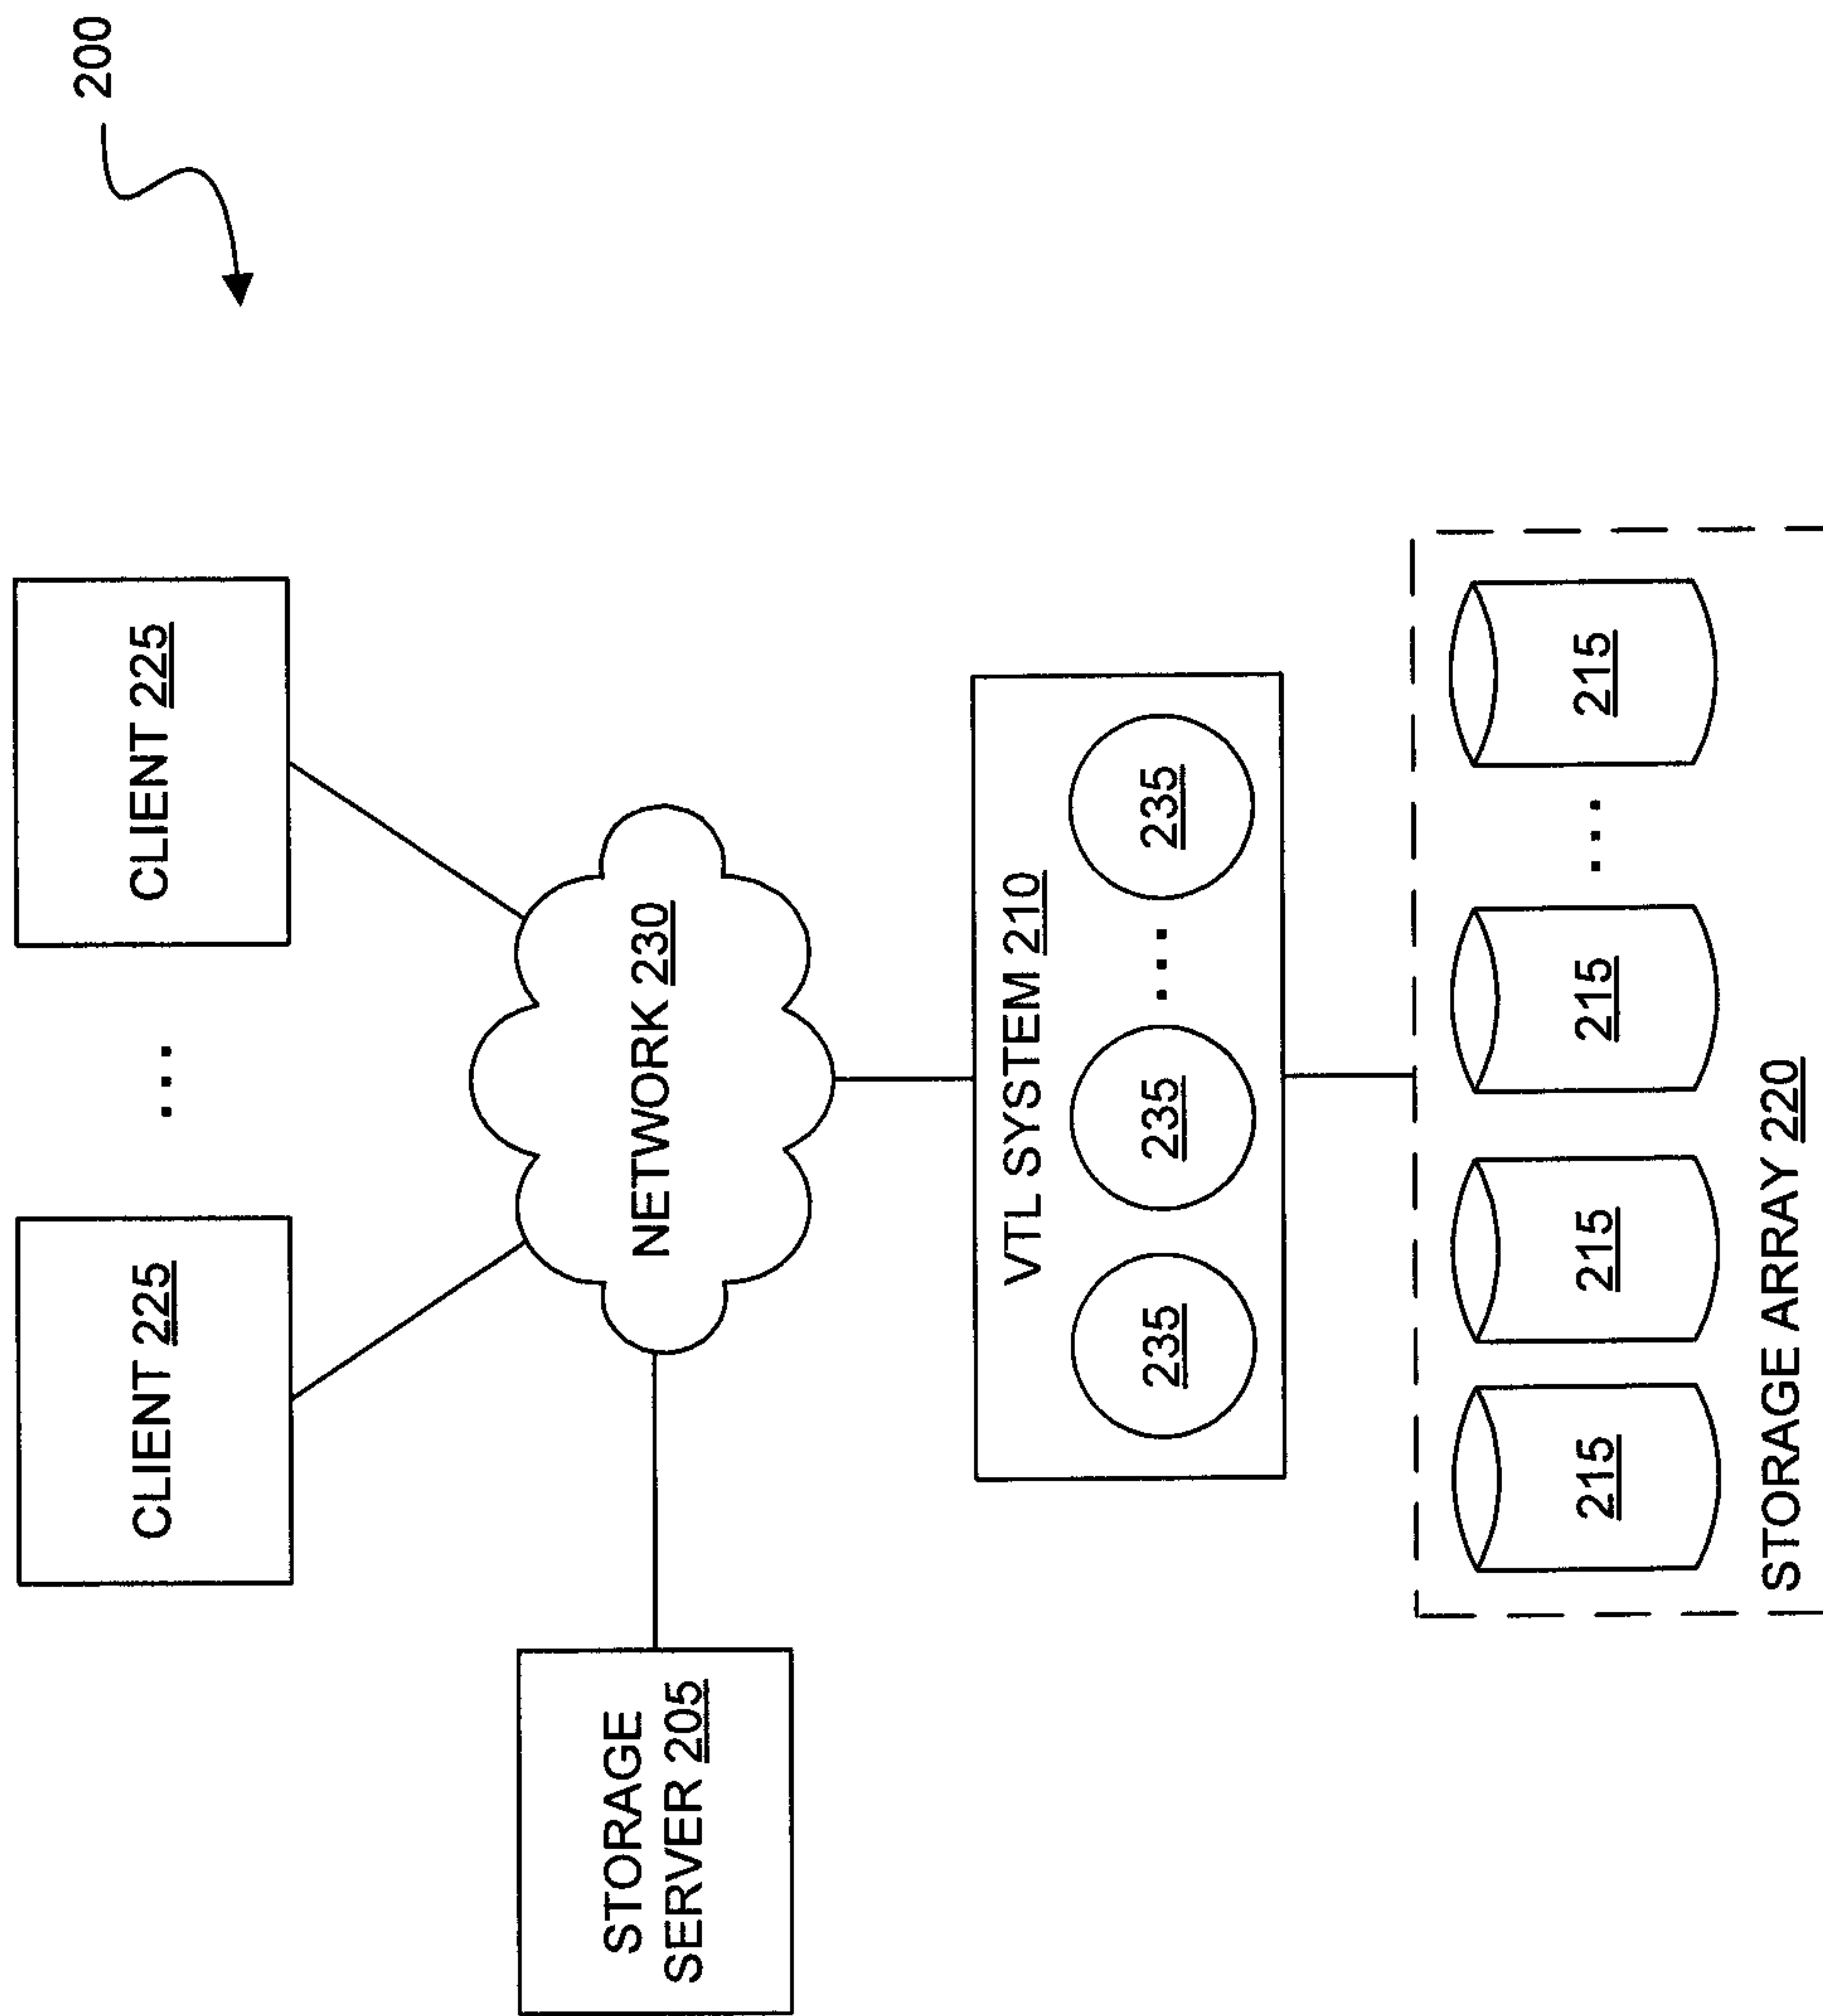 200
CLIENT 225
...
CLIENT 225
STORAGE
SERVER 205
NETWORK 230
VTL SYSTEM 210
235
235
...
235
215
215
215
...
215
STORAGE ARRAY 220